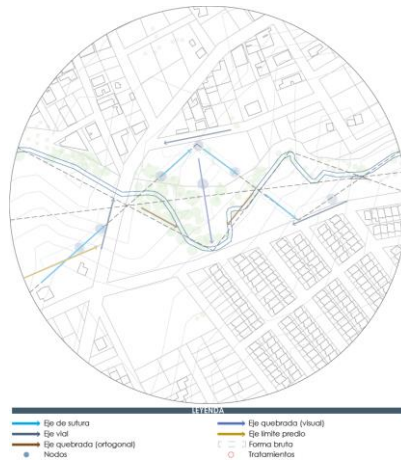 LEYENDA
Eje de sutura
Eje vial
Eje quebrada (ortogonal)
Nodos
Eje quebrada (visual)
Eje límite predio
Forma bruta
Tratamientos